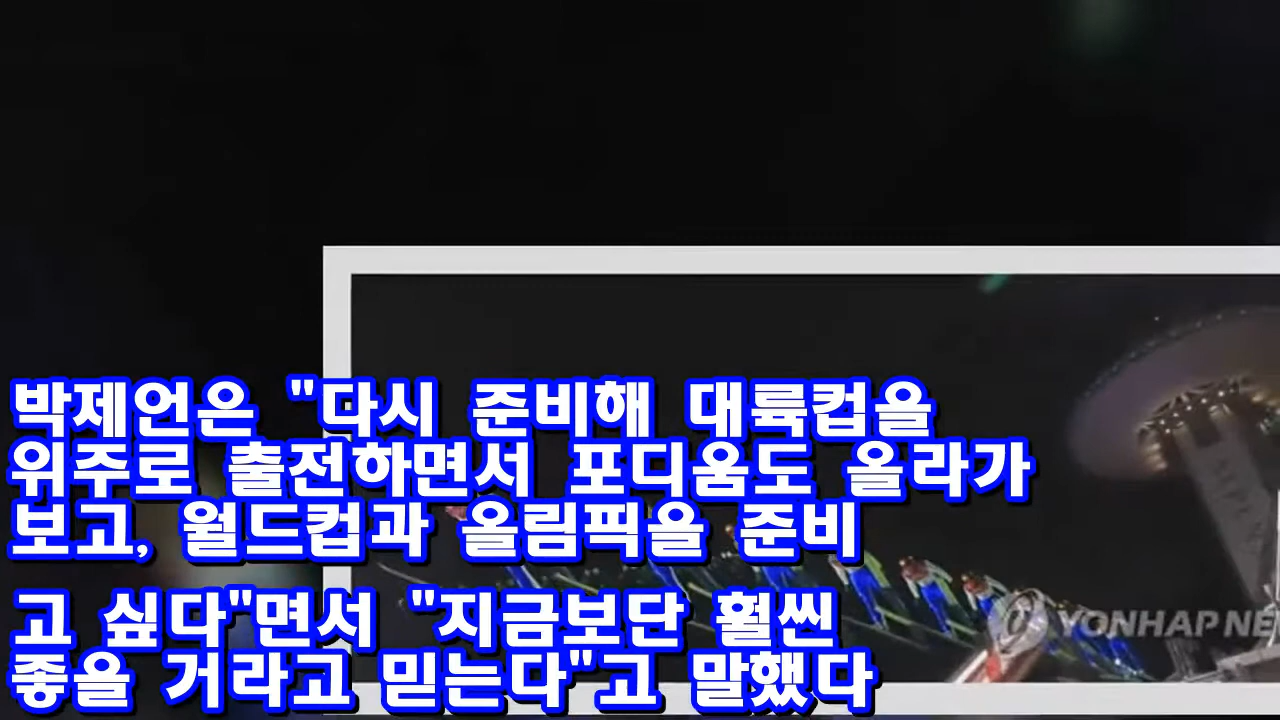 박제언은 "다시 준비해 대륙컵을
위주로 출전하면서 포디움도 올라가
보고, 월드컵과 올림픽을 준비
고 싶다"면서 "지금보단 훨씬
좋을 거라고 믿는다"고 말했다
YONHAP NE